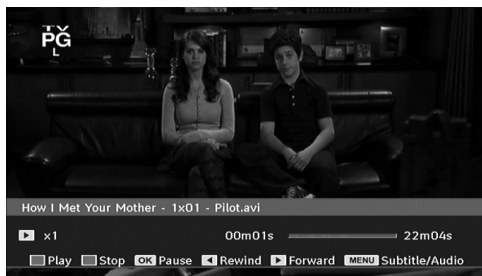 TV
PG
L
How I Met Your Mother - 1x01 - Pilot.avi
x1 00m01s 22m04s
Play Stop OK Pause Rewind Forward MENU Subtitle/Audio